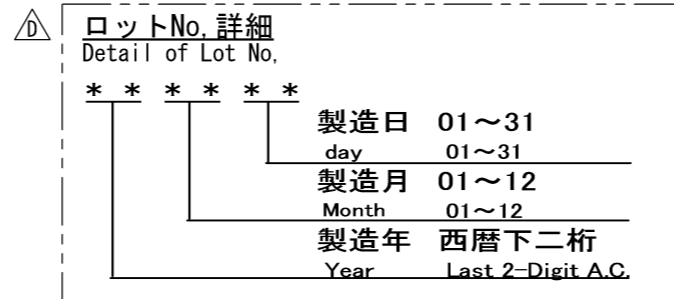 D
ロットNo,詳細
Detail of Lot No,
** ** **
製造日 01～31
day 01～31
製造月 01～12
Month 01～12
製造年 西暦下二桁
Year Last 2-Digit A.C.